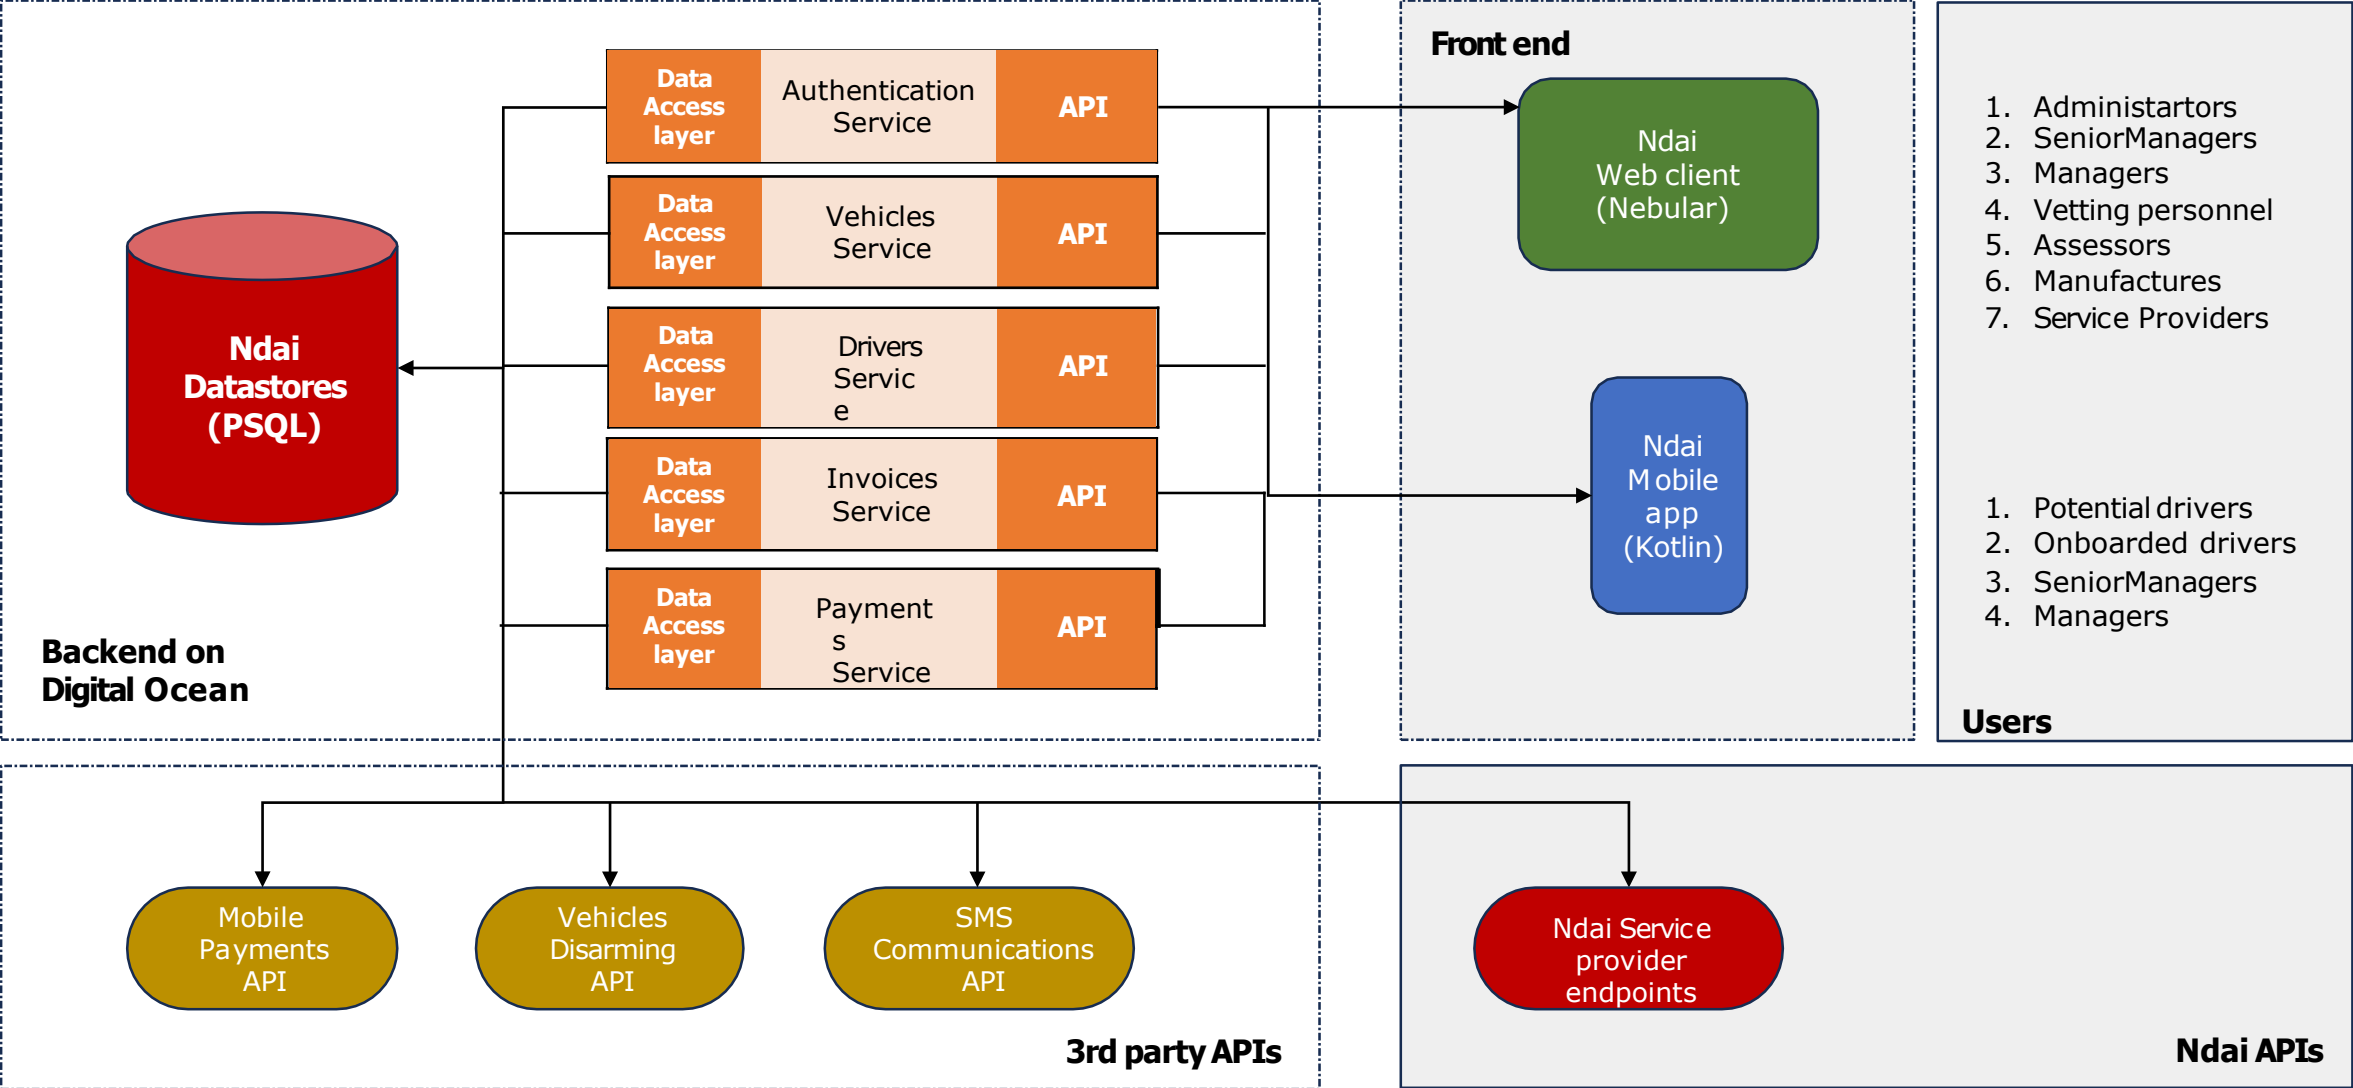 Data
Access
layer
Authentication
Service
API
Data
Access
layer
Vehicles
Service
API
Data
Access
layer
Drivers
Servic
e
API
Data
Access
layer
Invoices
Service
API
Data
Access
layer
Payment
s
Service
API
Ndai
Datastores
(PSQL)
Backend on
Digital Ocean
Front end
Ndai
Web client
(Nebular)
Ndai
Mobile
app
(Kotlin)
1. Administartors
2. SeniorManagers
3. Managers
4. Vetting personnel
5. Assessors
6. Manufactures
7. Service Providers
1. Potential drivers
2. Onboarded drivers
3. SeniorManagers
4. Managers
Users
Mobile
Payments
API
Vehicles
Disarming
API
SMS
Communications
API
3rd party APIs
Ndai Service
provider
endpoints
Ndai APIs